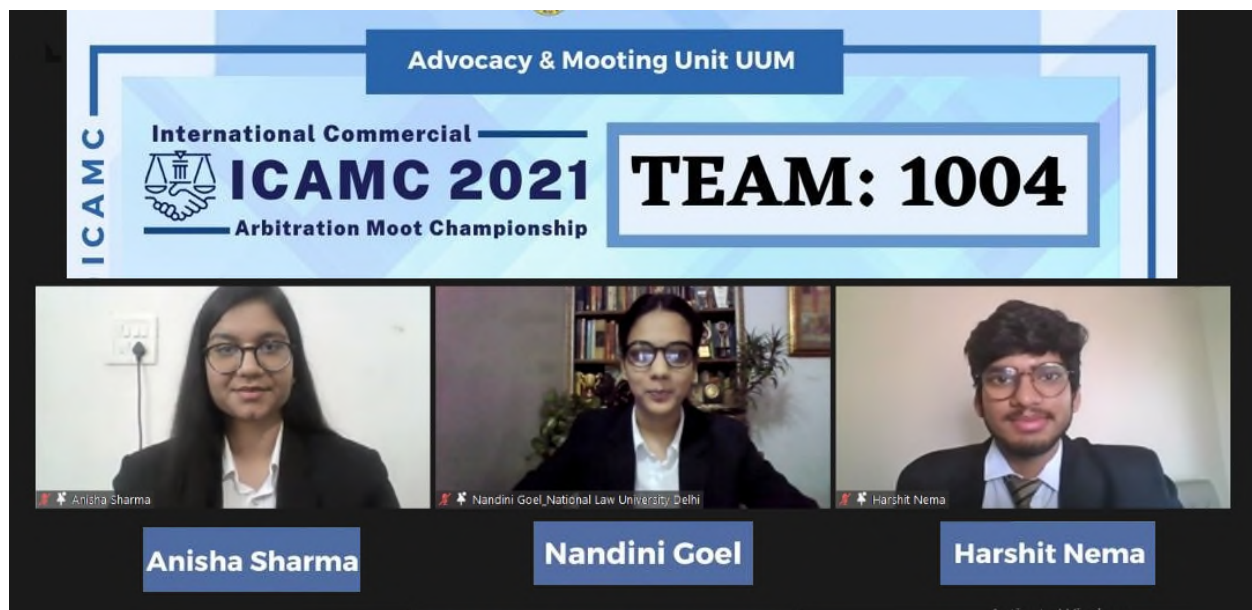 Advocacy & Mooting Unit UUM
ICAMC
International Commercial
ICAMC 2021
Arbitration Moot Championship
TEAM: 1004
Anisha Sharma
Nandini Goel_National Law University Delhi
Harshit Nema
Anisha Sharma
Nandini Goel
Harshit Nema